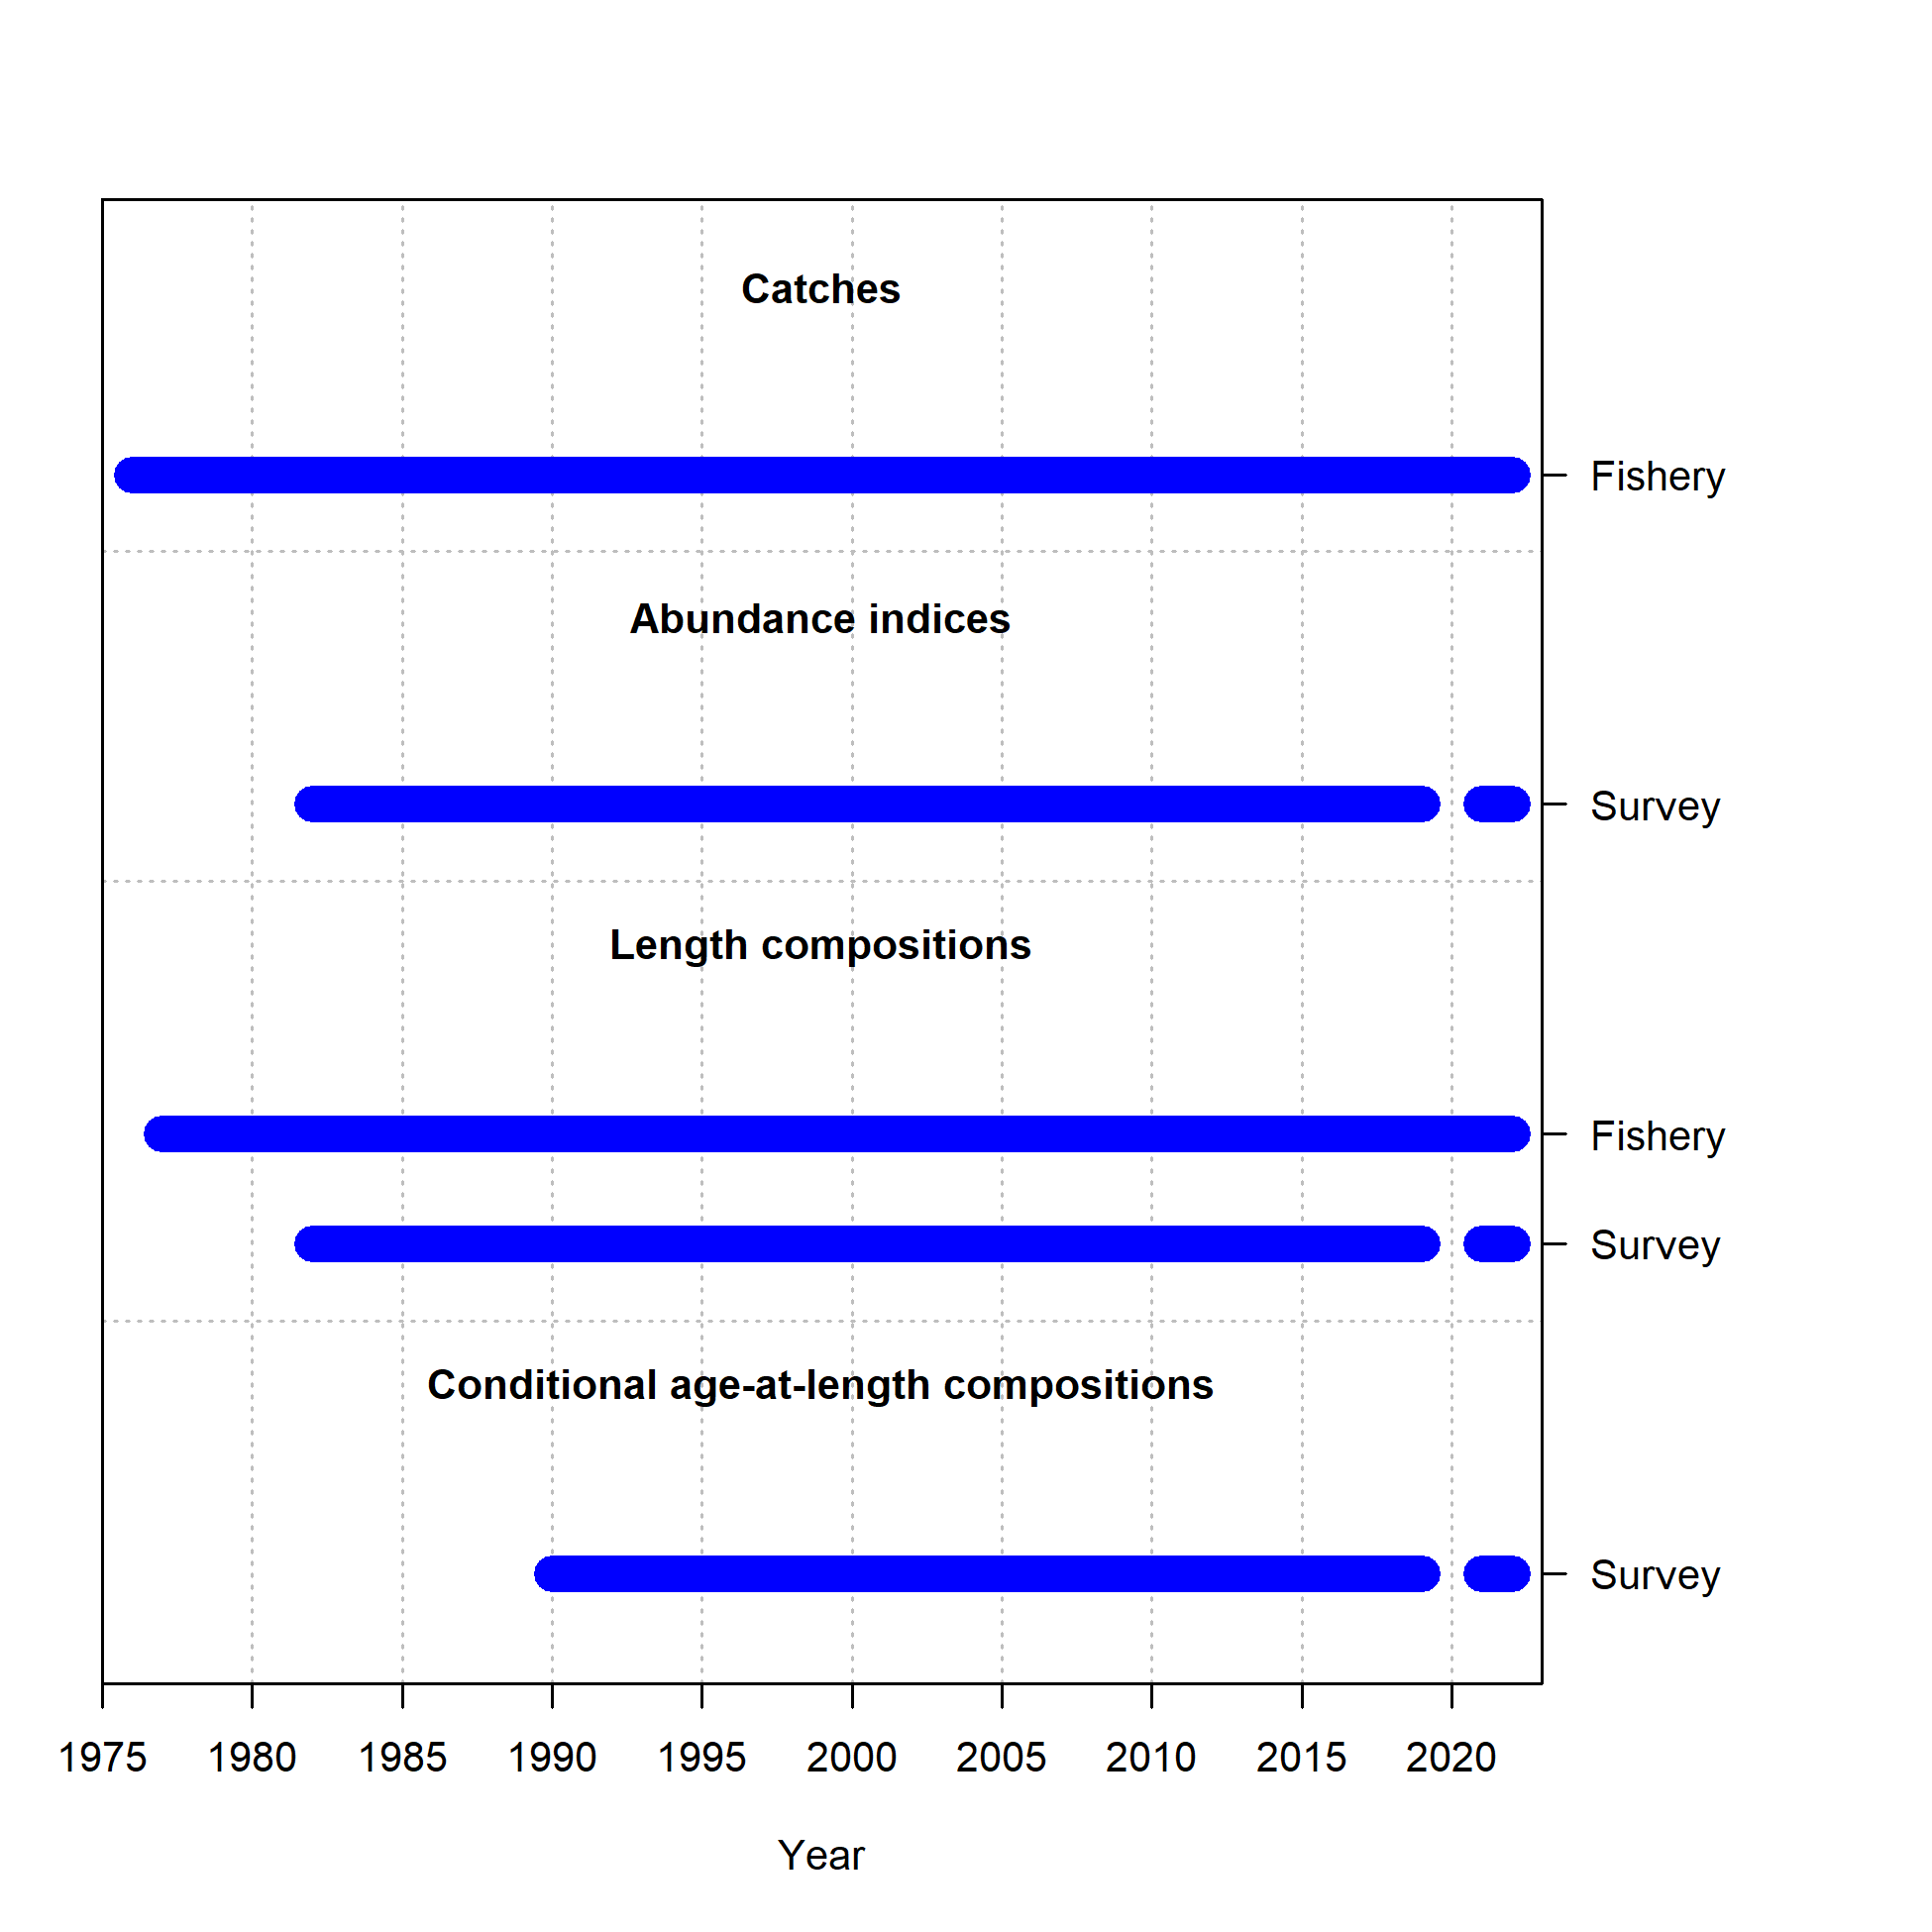 Catches
Fishery
Abundance indices
Survey
Length compositions
Fishery
Survey
Conditional age-at-length compositions
Survey
1975 1980 1985 1990 1995 2000 2005 2010 2015 2020
Year